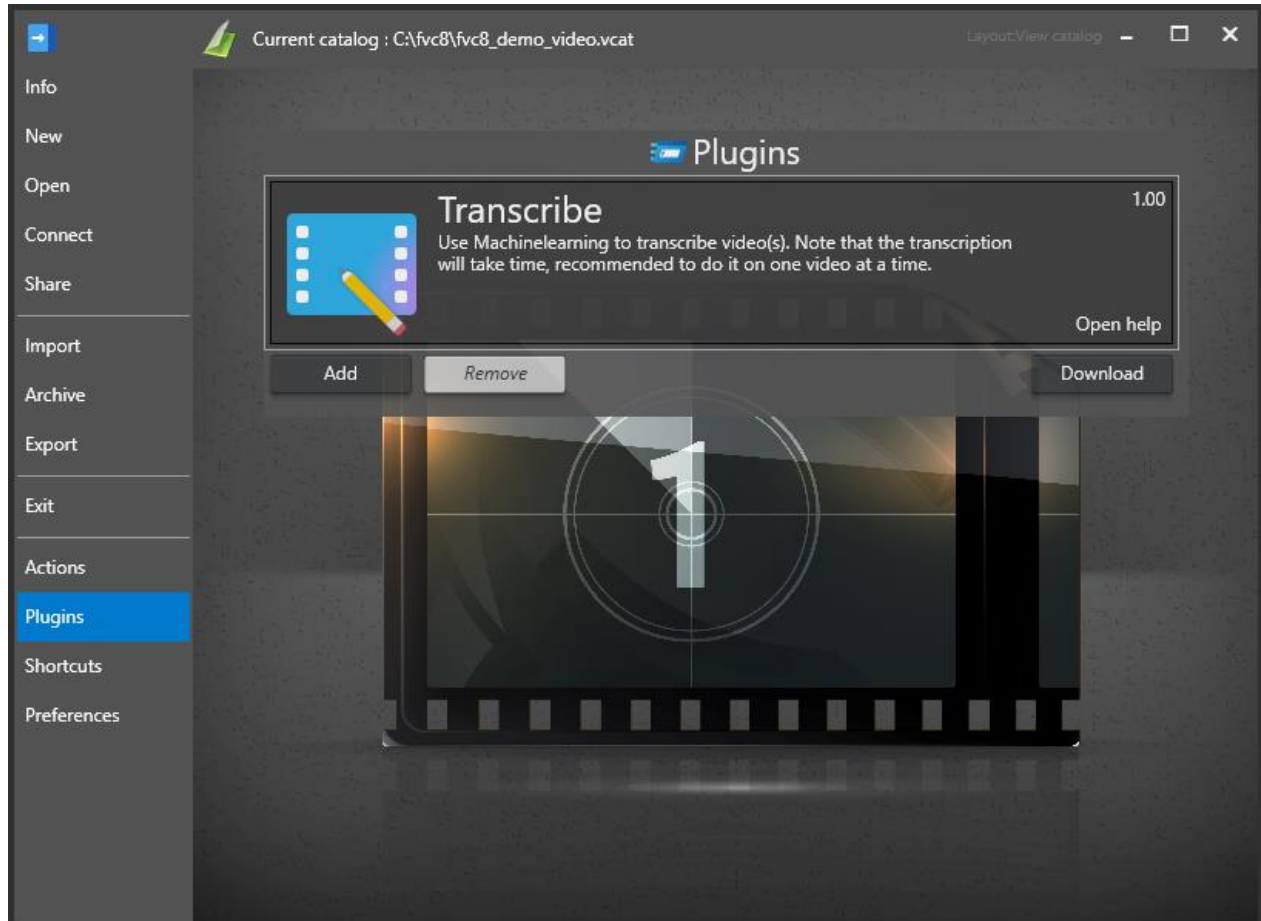 Current catalog : C:\fvc8\fvc8_demo_video.vcat
Layout:View catalog
Info
New
Open
Connect
Share
Import
Archive
Export
Exit
Actions
Plugins
Shortcuts
Preferences
Plugins
Transcribe
1.00
Use Machinelearning to transcribe video(s). Note that the transcription
will take time, recommended to do it on one video at a time.
Open help
Add
Remove
Download
1